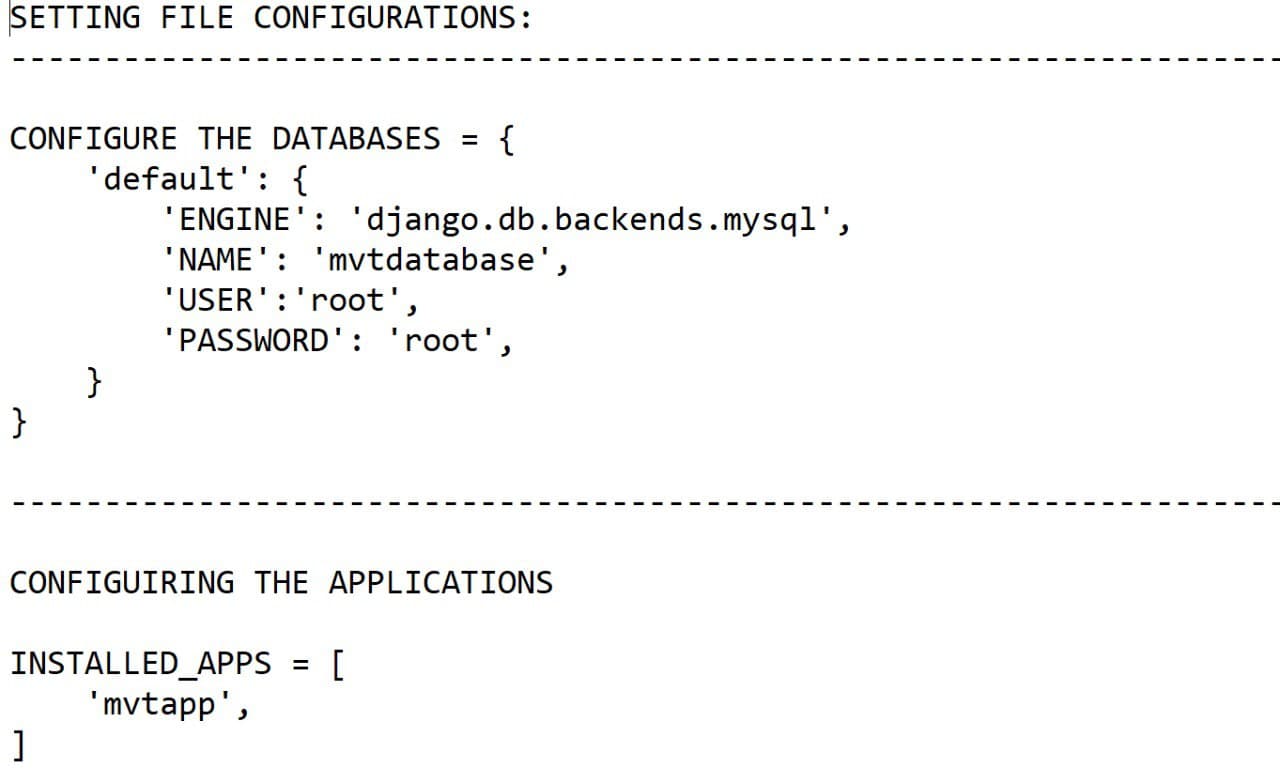 SETTING FILE CONFIGURATIONS:
--------------------------------------------------------------------
CONFIGURE THE DATABASES = {
    'default': {
        'ENGINE': 'django.db.backends.mysql',
        'NAME': 'mvtdatabase',
        'USER':'root',
        'PASSWORD': 'root',
    }
}
--------------------------------------------------------------------
CONFIGUIRING THE APPLICATIONS
INSTALLED_APPS = [
    'mvtapp',
]